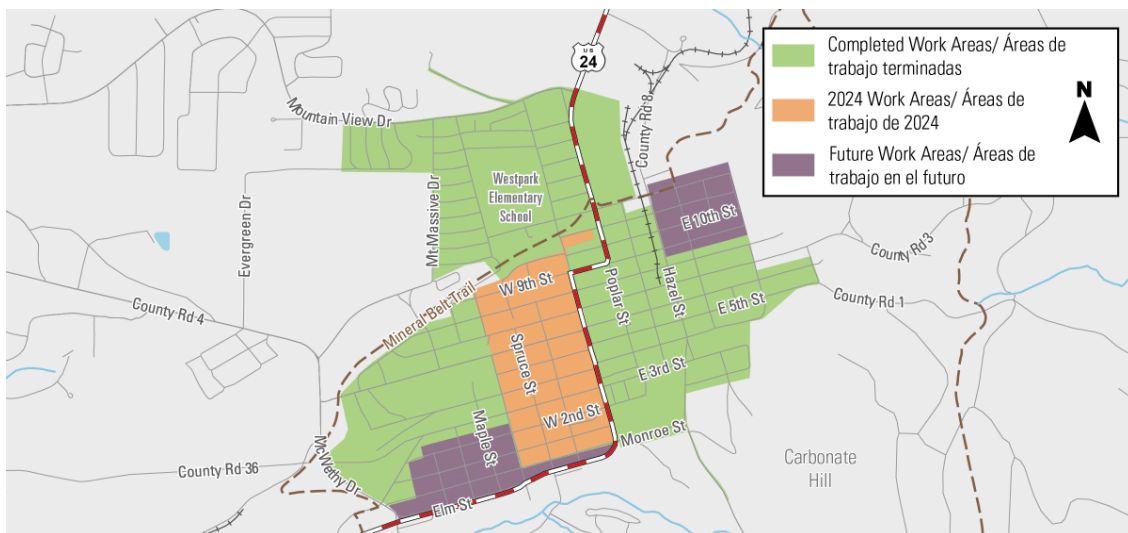 Completed Work Areas/ Áreas de
trabajo terminadas
2024 Work Areas/ Áreas de
trabajo de 2024
Future Work Areas/ Áreas de
trabajo en el futuro
N
US
24
County Rd 8
Mountain View Dr
Westpark
Elementary
School
Mt Massive Dr
Evergreen Dr
E 10th St
County Rd 3
W 9th St
Poplar St
Hazel St
E 5th St
County Rd 1
County Rd 4
Mineral Belt Trail
Spruce St
E 3rd St
W 2nd St
Maple St
Monroe St
McWethy Dr
County Rd 36
Carbonate
Hill
Elm St